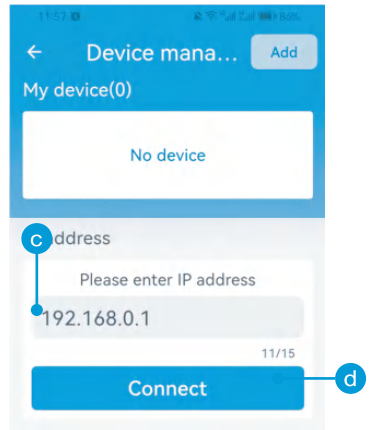 11:57
86%
← Device mana... Add
My device(0)
No device
c
address
Please enter IP address
192.168.0.1
11/15
Connect
d